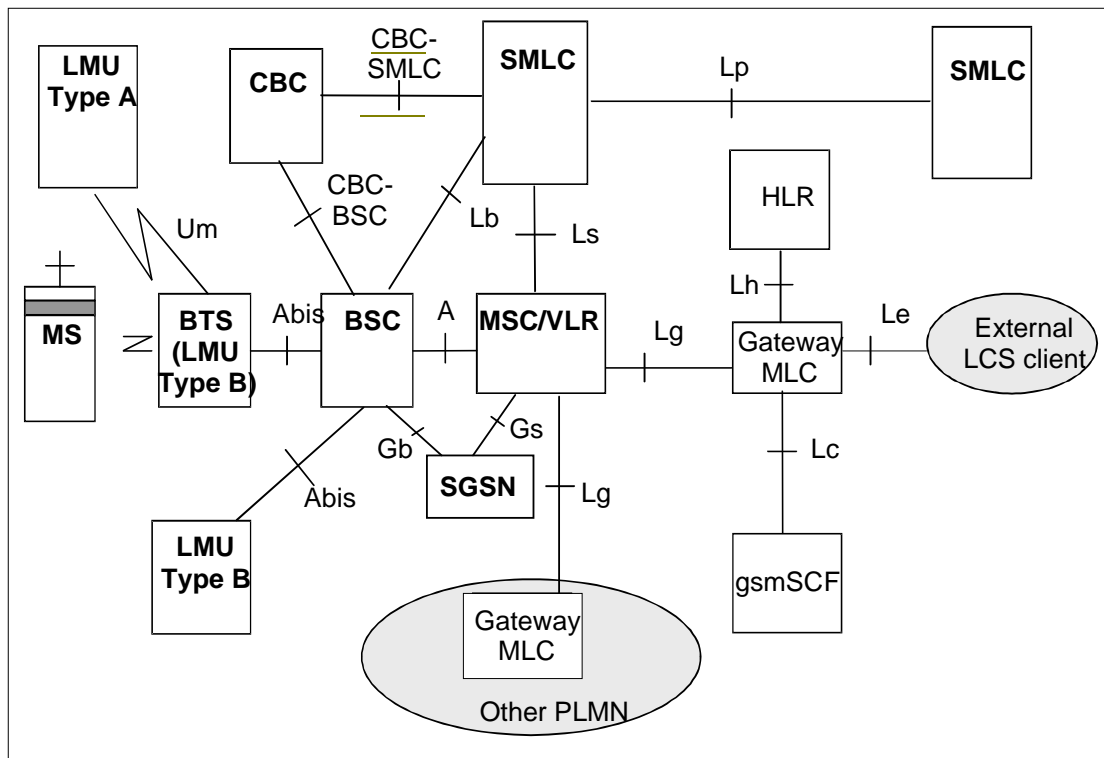 LMU
Type A
CBC
CBC-
SMLC
SMLC
Lp
SMLC
CBC-
BSC
Lb
Ls
HLR
Um
Lh
MS
BTS
(LMU
Type B)
Abis
BSC
A
MSC/VLR
Lg
Gateway
MLC
Le
External
LCS client
Gb
Gs
SGSN
Abis
Lg
Lc
LMU
Type B
gsmSCF
Gateway
MLC
Other PLMN